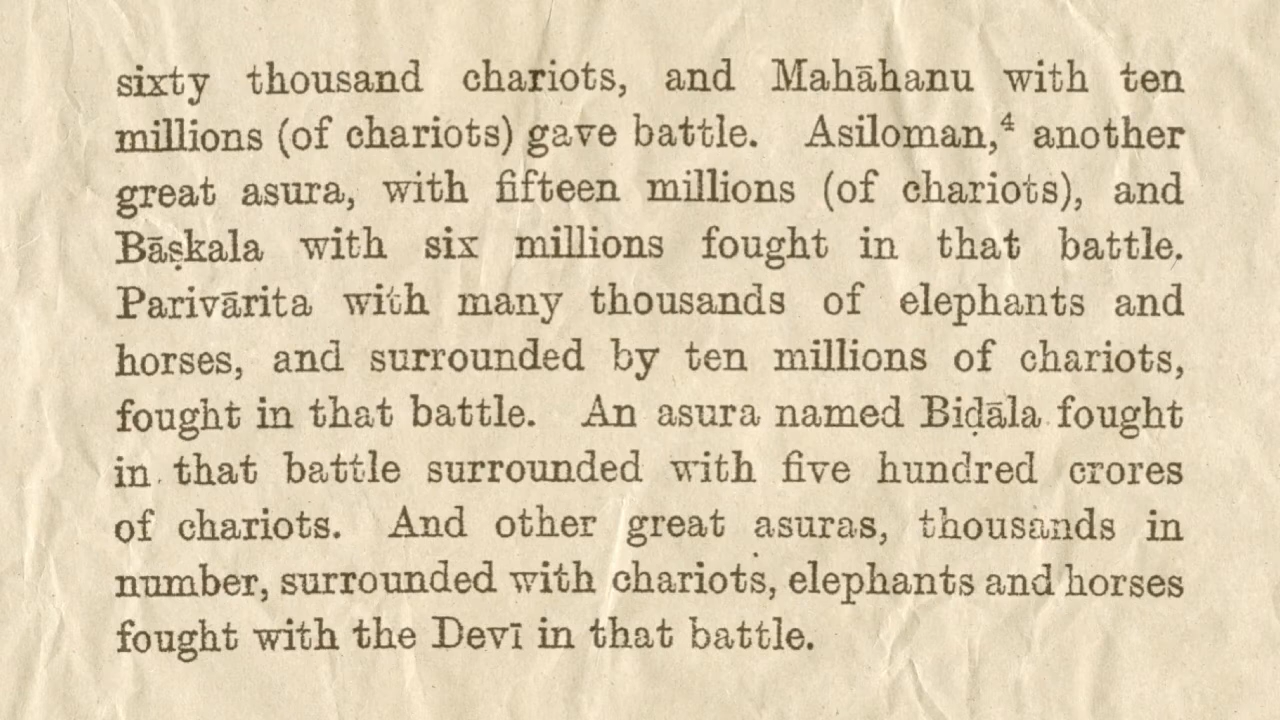 sixty thousand chariots, and Mahāhanu with ten
millions (of chariots) gave battle. Asiloman,⁴ another
great asura, with fifteen millions (of chariots), and
Bāṣkala with six millions fought in that battle.
Parivārita with many thousands of elephants and
horses, and surrounded by ten millions of chariots,
fought in that battle. An asura named Biḍāla fought
in that battle surrounded with five hundred crores
of chariots. And other great asuras, thousands in
number, surrounded with chariots, elephants and horses
fought with the Devī in that battle.